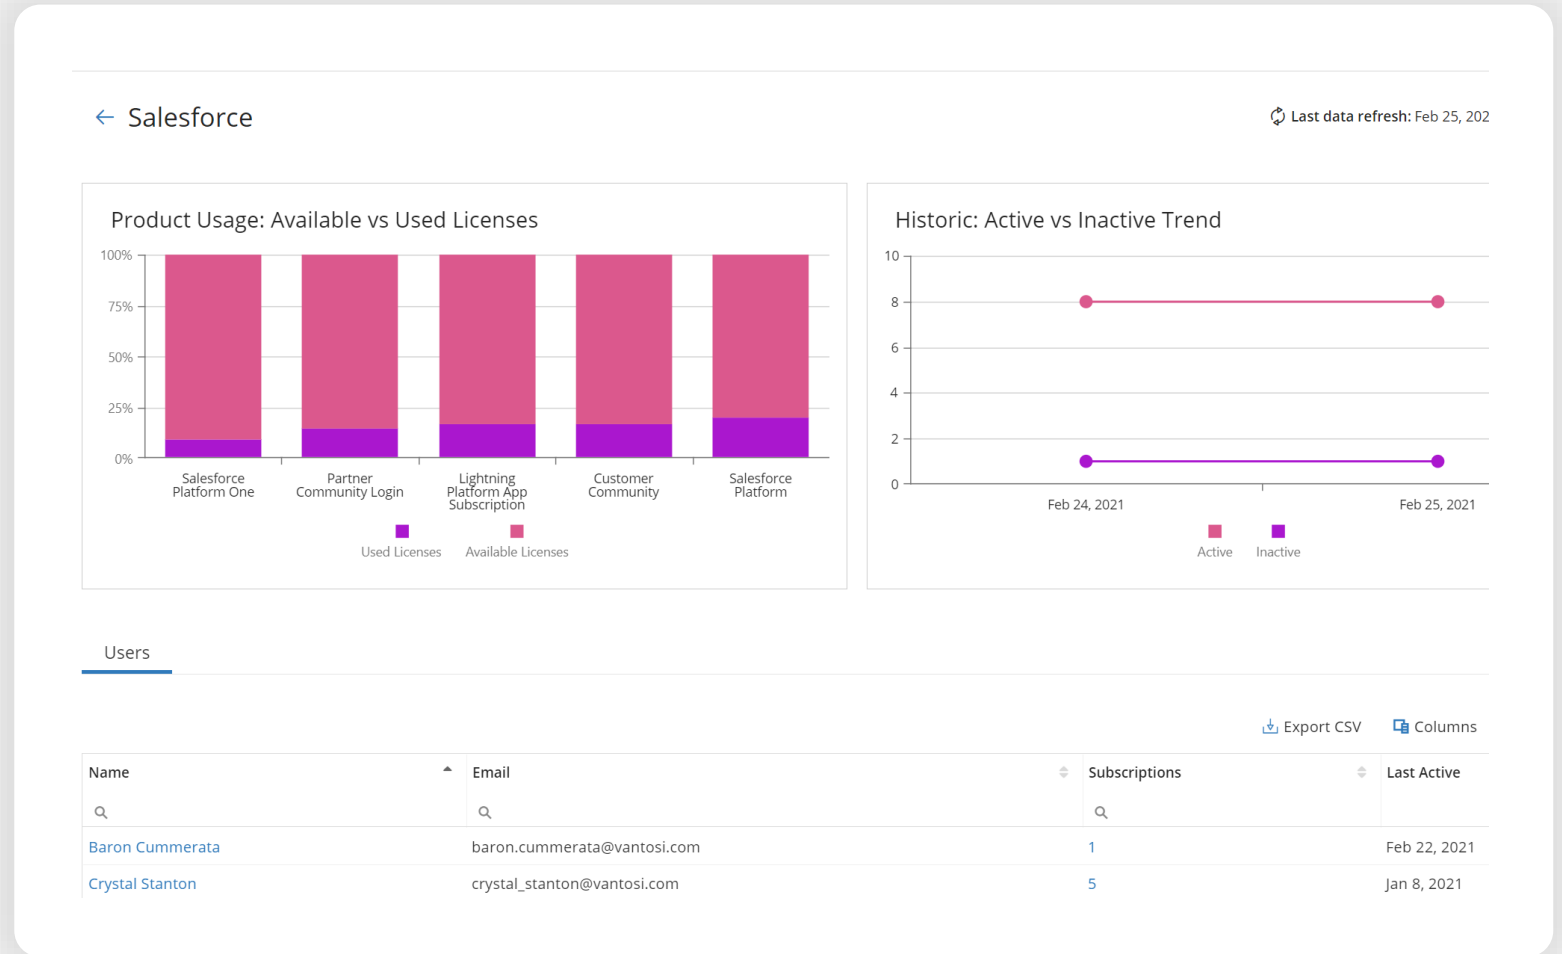 Salesforce
Last data refresh: Feb 25, 202
Product Usage: Available vs Used Licenses
100%
75%
50%
25%
0%
Salesforce
Platform One
Partner
Community Login
Lightning
Platform App
Subscription
Customer
Community
Salesforce
Platform
Used Licenses
Available Licenses
Historic: Active vs Inactive Trend
10
8
6
4
2
0
Feb 24, 2021
Feb 25, 2021
Active
Inactive
Users
Export CSV
Columns
Name
Email
Subscriptions
Last Active
Baron Cummerata
baron.cummerata@vantosi.com
1
Feb 22, 2021
Crystal Stanton
crystal_stanton@vantosi.com
5
Jan 8, 2021